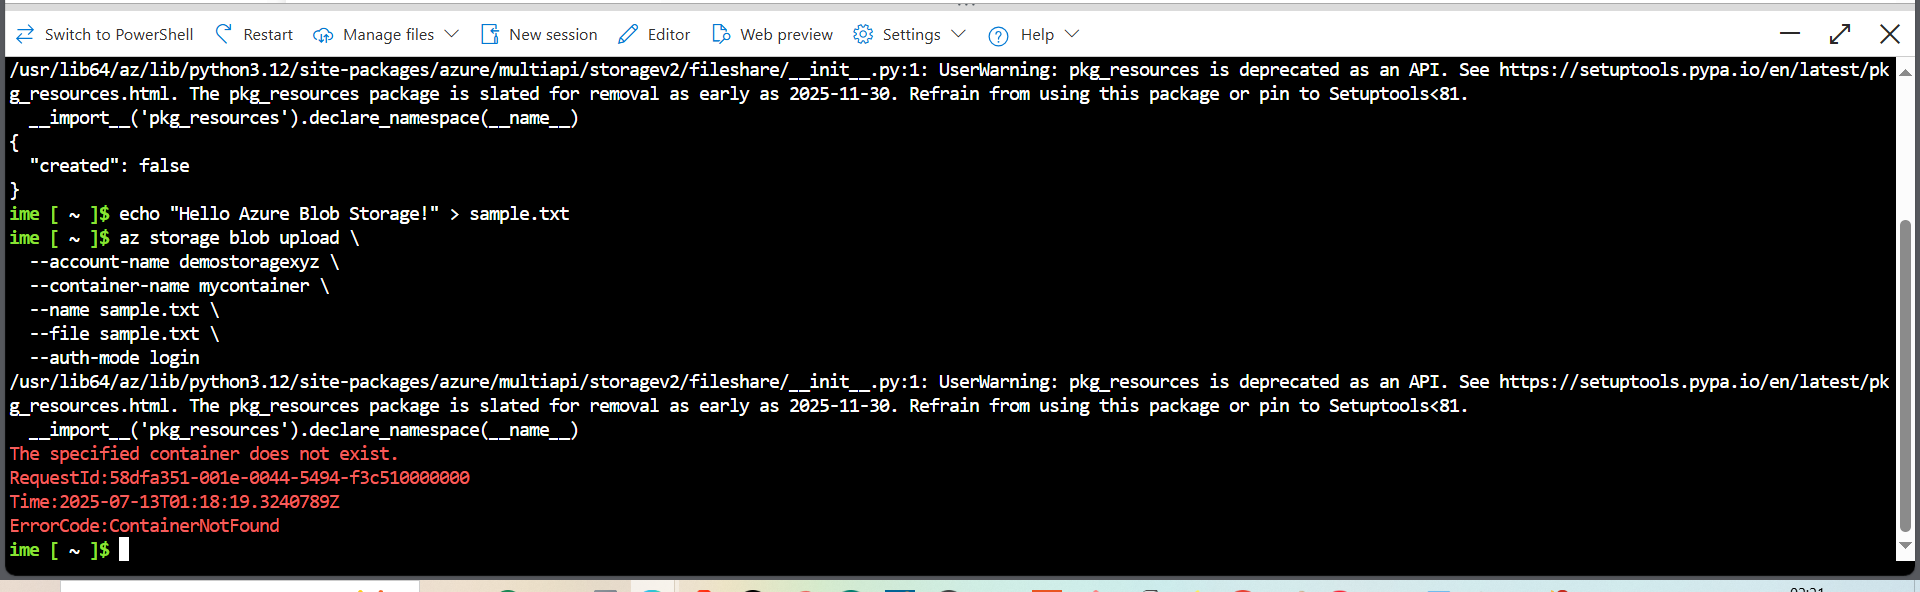 Switch to PowerShell Restart Manage files New session Editor Web preview Settings Help
/usr/lib64/az/lib/python3.12/site-packages/azure/multiapi/storagev2/fileshare/__init__.py:1: UserWarning: pkg_resources is deprecated as an API. See https://setuptools.pypa.io/en/latest/pk
g_resources.html. The pkg_resources package is slated for removal as early as 2025-11-30. Refrain from using this package or pin to Setuptools<81.
  __import__('pkg_resources').declare_namespace(__name__)
{
  "created": false
}
ime [ ~ ]$ echo "Hello Azure Blob Storage!" > sample.txt
ime [ ~ ]$ az storage blob upload \
  --account-name demostoragexyz \
  --container-name mycontainer \
  --name sample.txt \
  --file sample.txt \
  --auth-mode login
/usr/lib64/az/lib/python3.12/site-packages/azure/multiapi/storagev2/fileshare/__init__.py:1: UserWarning: pkg_resources is deprecated as an API. See https://setuptools.pypa.io/en/latest/pk
g_resources.html. The pkg_resources package is slated for removal as early as 2025-11-30. Refrain from using this package or pin to Setuptools<81.
  __import__('pkg_resources').declare_namespace(__name__)
The specified container does not exist.
RequestId:58dfa351-001e-0044-5494-f3c510000000
Time:2025-07-13T01:18:19.3240789Z
ErrorCode:ContainerNotFound
ime [ ~ ]$